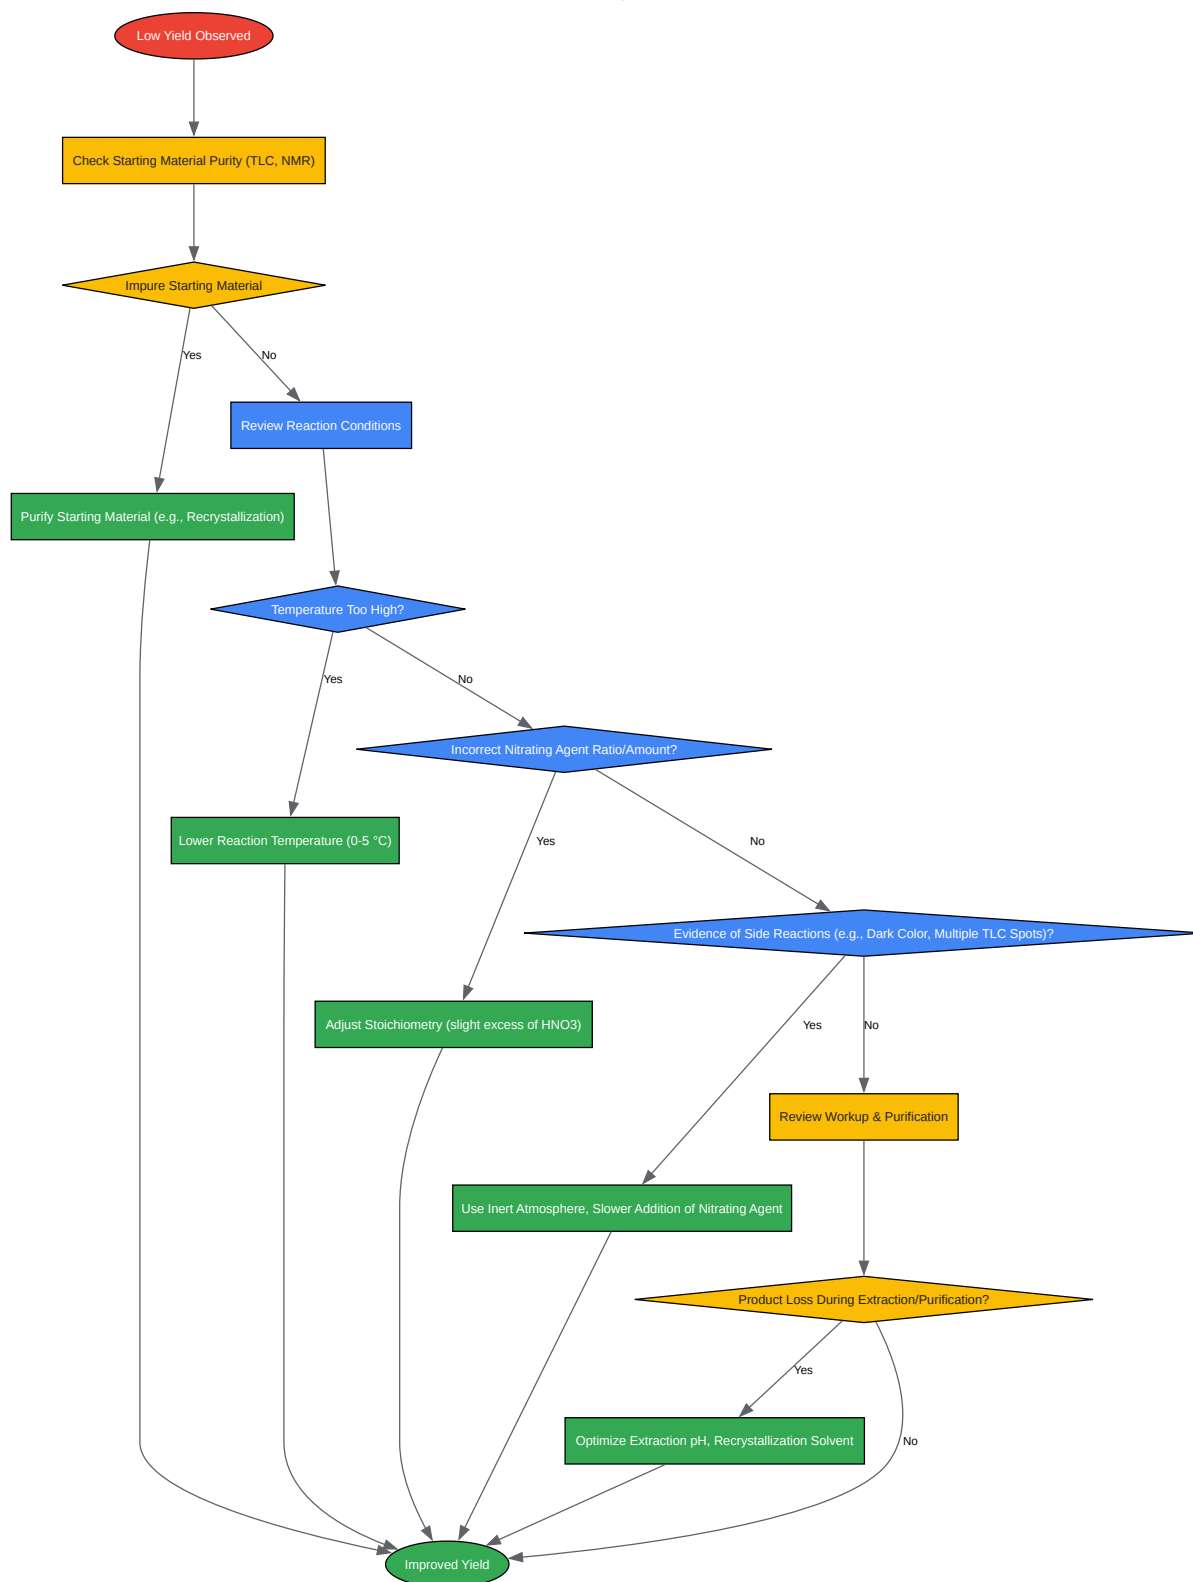 Low Yield Observed
Check Starting Material Purity (TLC, NMR)
Impure Starting Material
Yes
No
Review Reaction Conditions
Purify Starting Material (e.g., Recrystallization)
Temperature Too High?
Yes
No
Incorrect Nitrating Agent Ratio/Amount?
Lower Reaction Temperature (0-5 °C)
Yes
No
Evidence of Side Reactions (e.g., Dark Color, Multiple TLC Spots)?
Adjust Stoichiometry (slight excess of HNO3)
Yes
No
Review Workup & Purification
Use Inert Atmosphere, Slower Addition of Nitrating Agent
Product Loss During Extraction/Purification?
Yes
Optimize Extraction pH, Recrystallization Solvent
No
Improved Yield